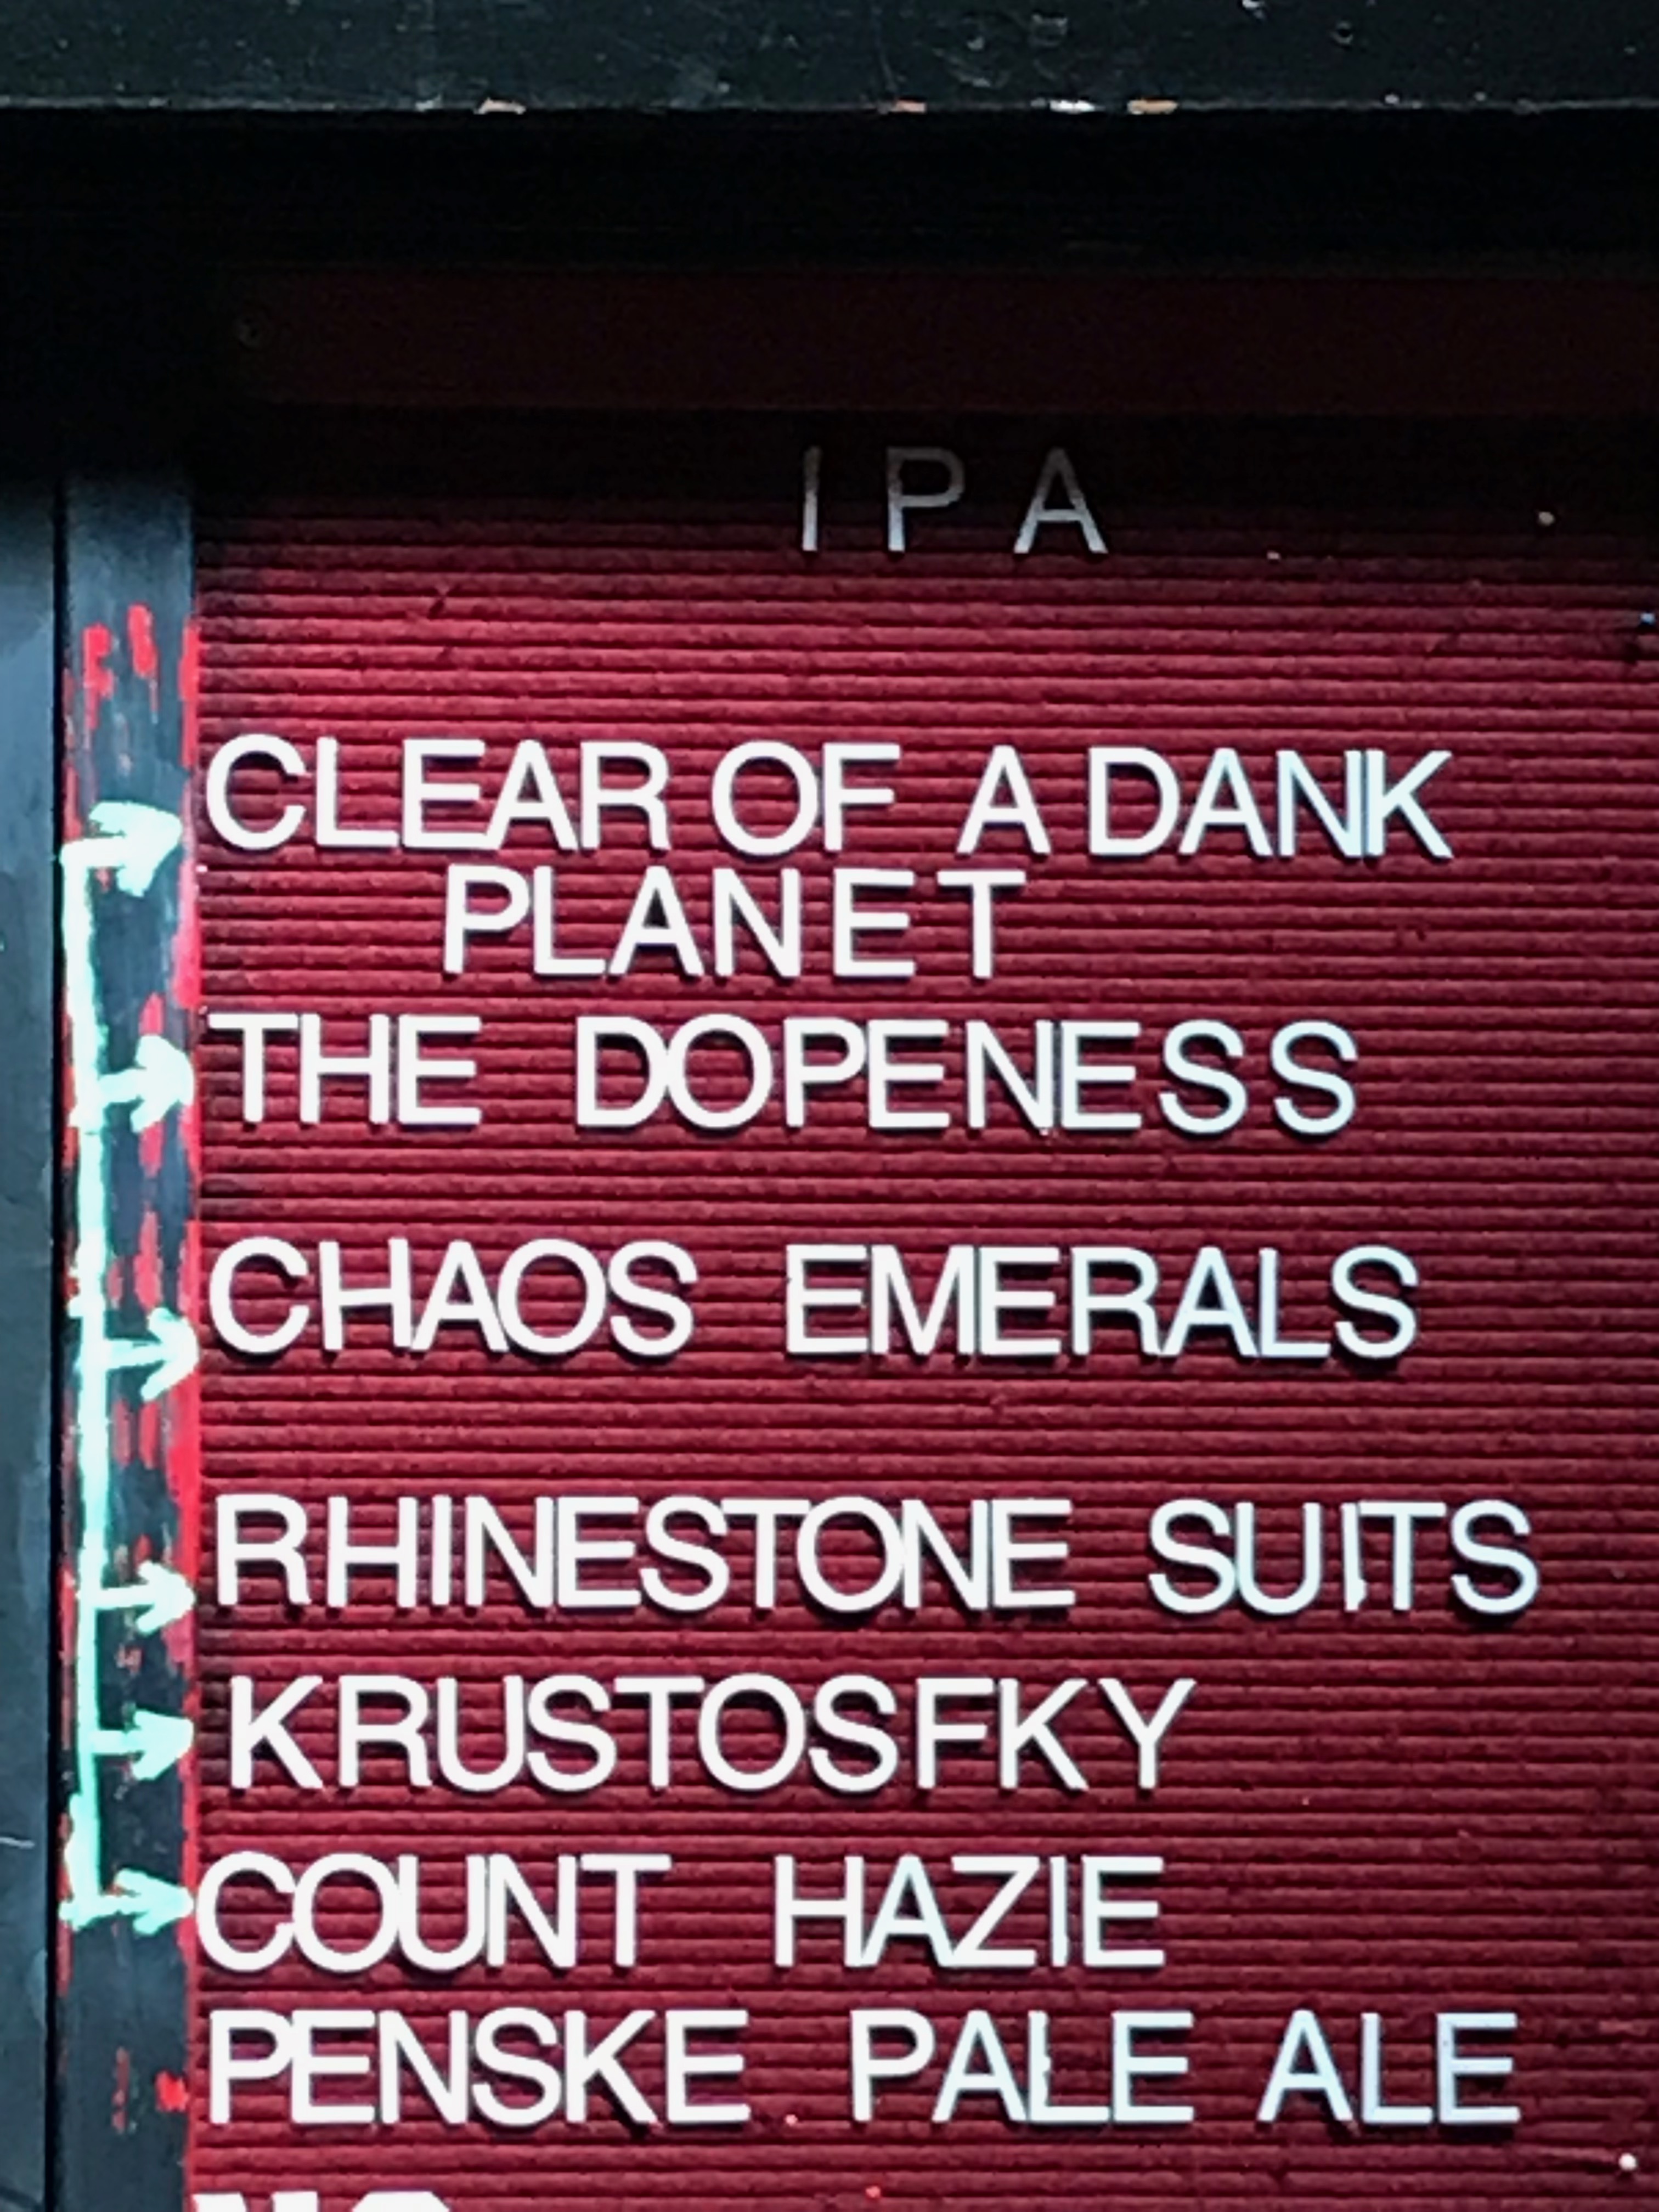 IPA
CLEAR OF A DANK
PLANET
THE DOPENESS
CHAOS EMERALS
RHINESTONE SUITS
KRUSTOSFKY
COUNT HAZIE
PENSKE PALE ALE